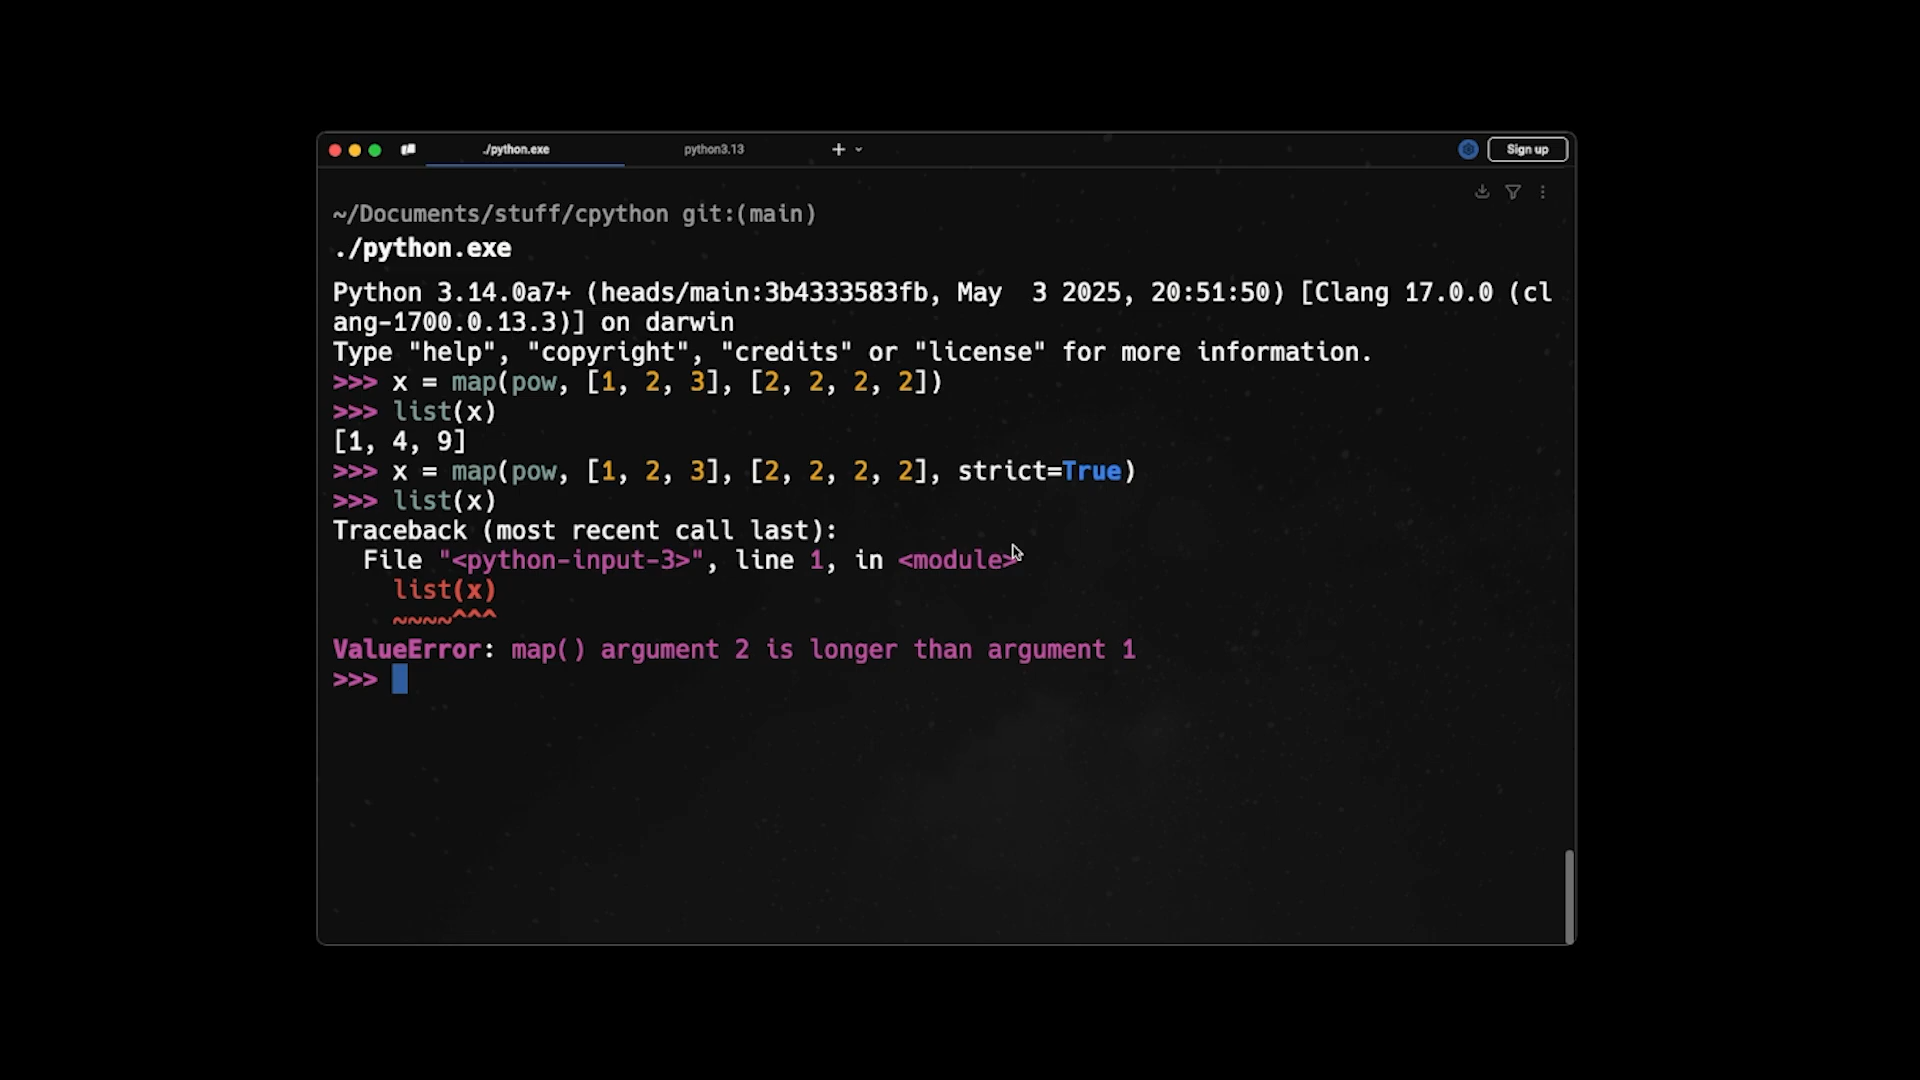 ./python.exe
python3.13
Sign up
~/Documents/stuff/cpython git:(main)
./python.exe
Python 3.14.0a7+ (heads/main:3b4333583fb, May  3 2025, 20:51:50) [Clang 17.0.0 (cl
ang-1700.0.13.3)] on darwin
Type "help", "copyright", "credits" or "license" for more information.
>>> x = map(pow, [1, 2, 3], [2, 2, 2, 2])
>>> list(x)
[1, 4, 9]
>>> x = map(pow, [1, 2, 3], [2, 2, 2, 2], strict=True)
>>> list(x)
Traceback (most recent call last):
  File "<python-input-3>", line 1, in <module>
    list(x)
    ~~~~^^^
ValueError: map() argument 2 is longer than argument 1
>>>